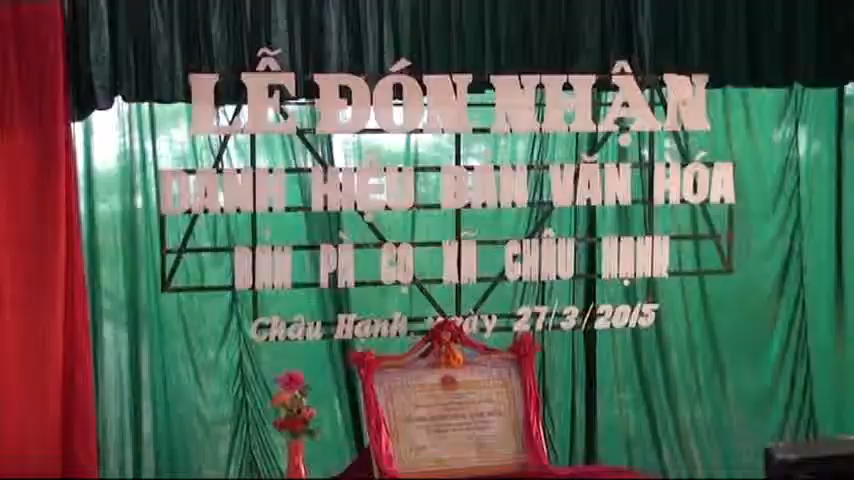 LỄ ĐÓN NHẬN
DANH HIỆU BẢN VĂN HÓA
BẢN PÀ CỌ XÃ CHÂU HẠNH
Châu Hạnh, ngày 27/3/2015